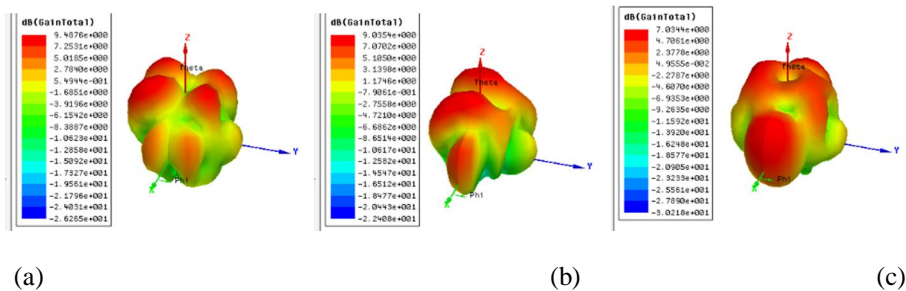 dB(GainTotal)
9.4876e+000
7.2531e+000
5.0185e+000
2.7840e+000
5.4944e-001
-1.6851e+000
-3.9196e+000
-6.1542e+000
-8.3887e+000
-1.0623e+001
-1.2858e+001
-1.5092e+001
-1.7327e+001
-1.9561e+001
-2.1796e+001
-2.4031e+001
-2.6265e+001
Z
Theta
Y
X
Phi
dB(GainTotal)
9.0354e+000
7.0702e+000
5.1050e+000
3.1398e+000
1.1746e+000
-7.9061e-001
-2.7558e+000
-4.7210e+000
-6.6862e+000
-8.6514e+000
-1.0617e+001
-1.2582e+001
-1.4547e+001
-1.6512e+001
-1.8477e+001
-2.0443e+001
-2.2408e+001
Z
Theta
Y
X
Phi
dB(GainTotal)
7.0344e+000
4.7061e+000
2.3778e+000
4.9555e-002
-2.2787e+000
-4.6070e+000
-6.9353e+000
-9.2635e+000
-1.1592e+001
-1.3920e+001
-1.6248e+001
-1.8577e+001
-2.0905e+001
-2.3233e+001
-2.5561e+001
-2.7890e+001
-3.0218e+001
Z
Theta
Y
X
Phi
(a) (b) (c)